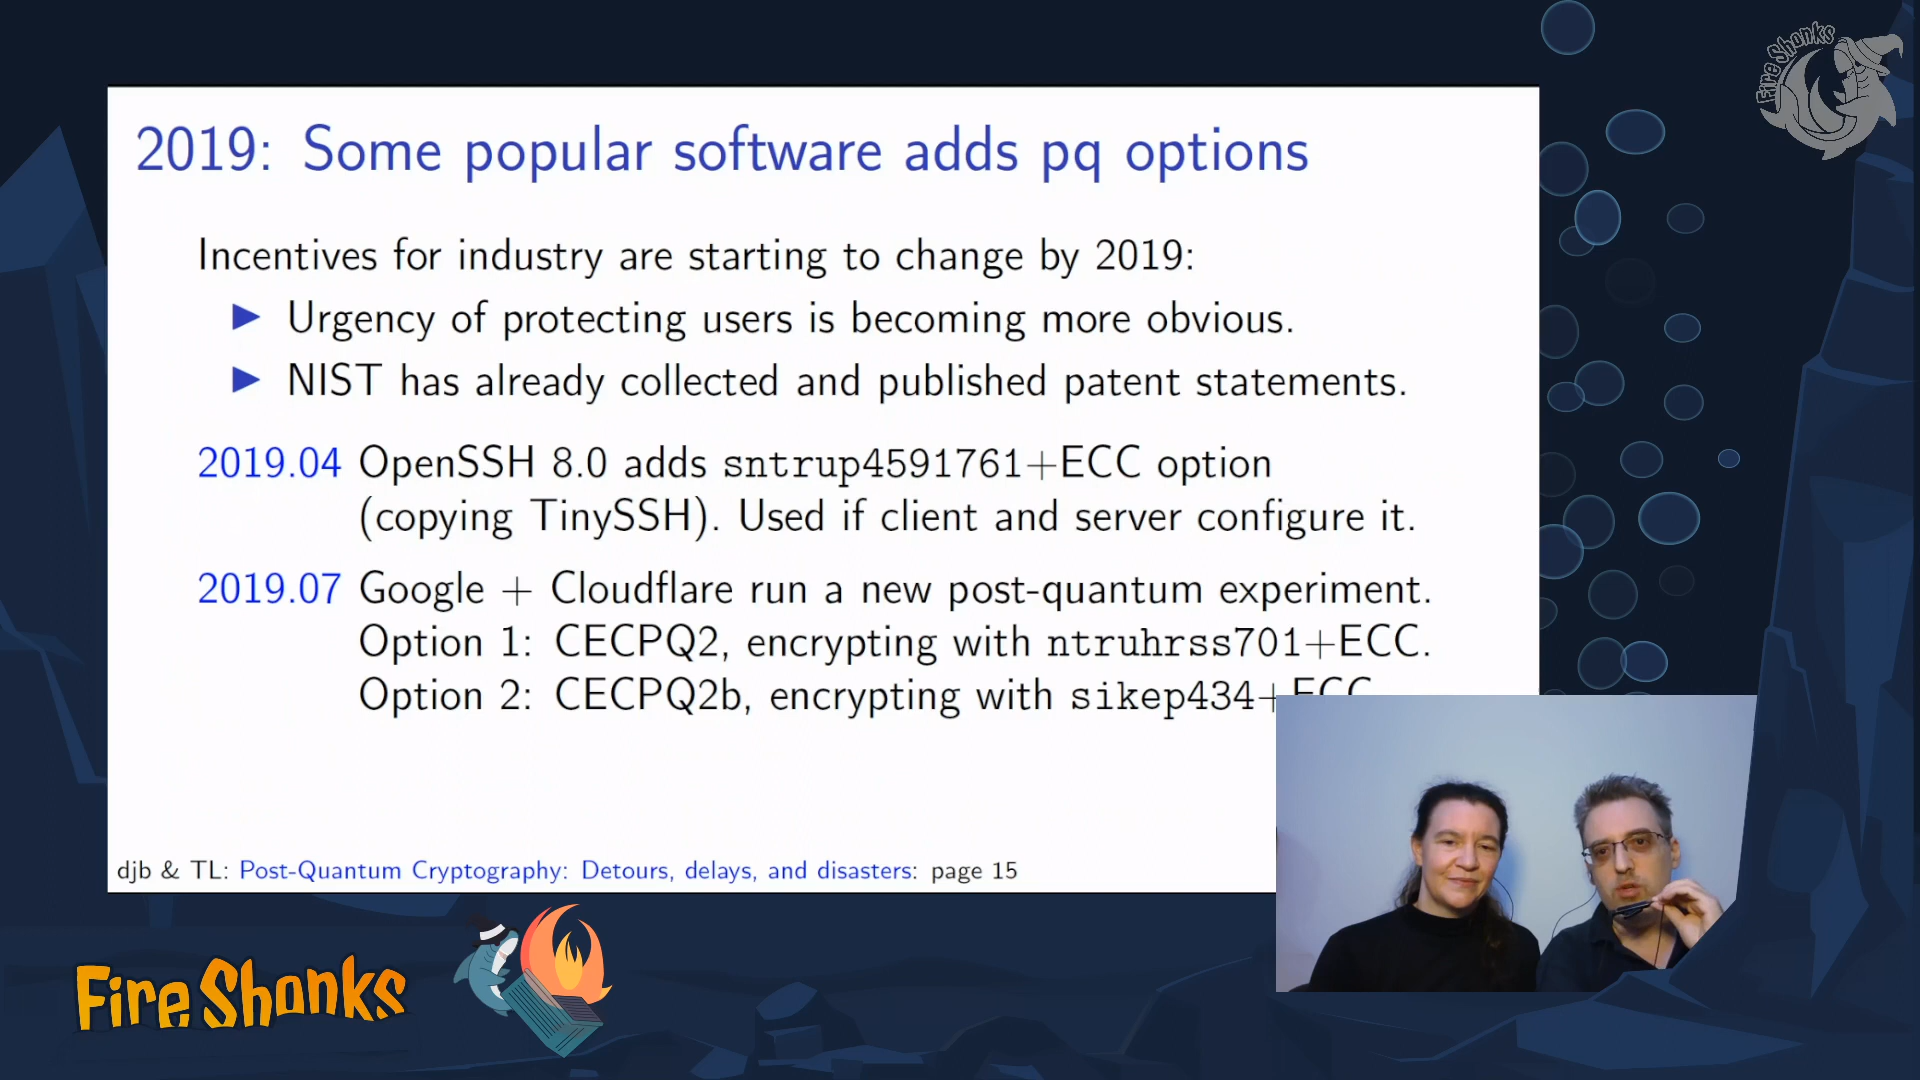 Fire Shonks
2019: Some popular software adds pq options
Incentives for industry are starting to change by 2019:
Urgency of protecting users is becoming more obvious.
NIST has already collected and published patent statements.
2019.04 OpenSSH 8.0 adds sntrup4591761+ECC option
(copying TinySSH). Used if client and server configure it.
2019.07 Google + Cloudflare run a new post-quantum experiment.
Option 1: CECPQ2, encrypting with ntruhrss701+ECC.
Option 2: CECPQ2b, encrypting with sikep434+ECC
djb & TL: Post-Quantum Cryptography: Detours, delays, and disasters: page 15
Fire Shonks